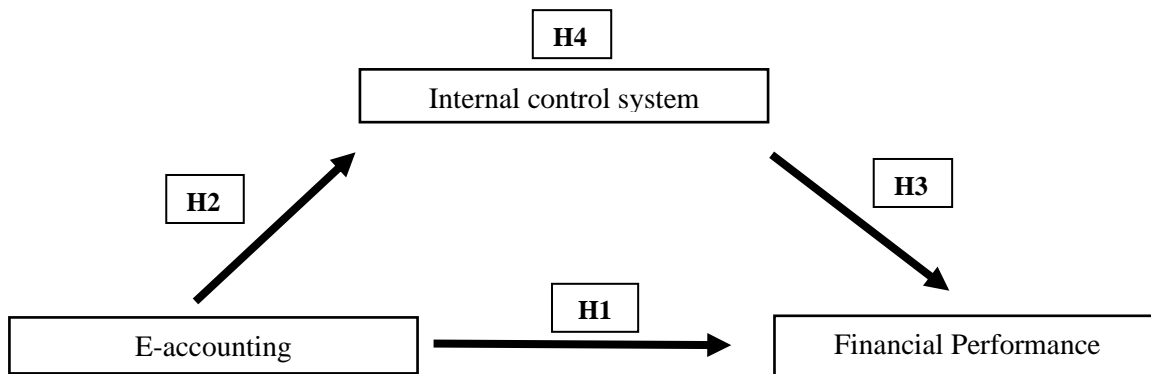 H4
Internal control system
H2
H3
H1
E-accounting
Financial Performance